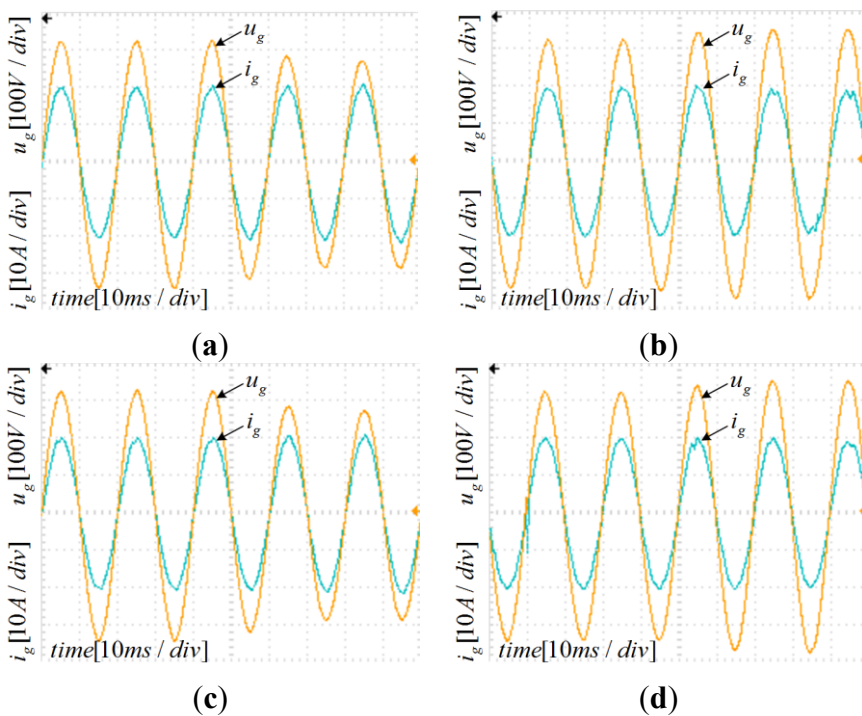 u_g [100V / div]
i_g [10A / div]
u_g
i_g
time[10ms / div]
(a)
u_g [100V / div]
i_g [10A / div]
u_g
i_g
time[10ms / div]
(b)
u_g [100V / div]
i_g [10A / div]
u_g
i_g
time[10ms / div]
(c)
u_g [100V / div]
i_g [10A / div]
u_g
i_g
time[10ms / div]
(d)